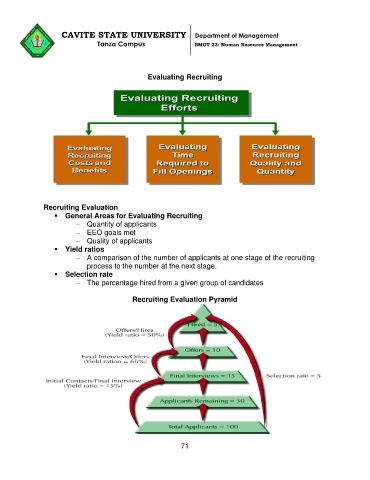 CAVITE STATE UNIVERSITY
Tanza Campus
Department of Management
BMGT 22: Human Resource Management
Evaluating Recruiting
Evaluating Recruiting
Efforts
Evaluating
Recruiting
Costs and
Benefits
Evaluating
Time
Required to
Fill Openings
Evaluating
Recruiting
Quality and
Quantity
Recruiting Evaluation
▪ General Areas for Evaluating Recruiting
– Quantity of applicants
– EEO goals met
– Quality of applicants
▪ Yield ratios
– A comparison of the number of applicants at one stage of the recruiting
process to the number at the next stage.
▪ Selection rate
– The percentage hired from a given group of candidates
Recruiting Evaluation Pyramid
Hired = 5
Offers/Hires
(Yield ratio = 50%)
Offers = 10
Final Interview/Offers
(Yield ration = 66%)
Final Interviews = 15
Selection rate = 5
Initial Contacts/Final Interview
(Yield ratio = 15%)
Applicants Remaining = 30
Total Applicants = 100
71